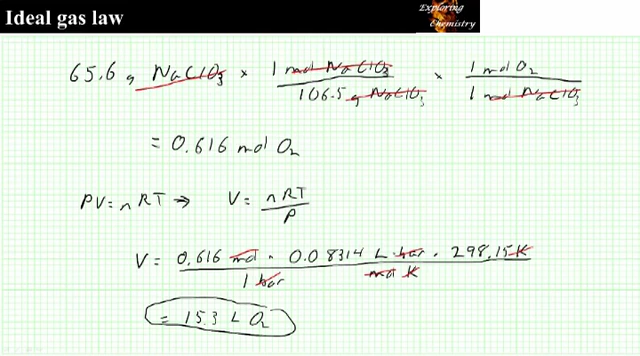 Ideal gas law
Exploring
Chemistry
65.6 g NaClO₃ × 1 mol NaClO₃ / 106.5 g NaClO₃ × 1 mol O₂ / 1 mol NaClO₃
= 0.616 mol O₂
PV = nRT → V = nRT / P
V = 0.616 mol · 0.08314 L · bar · 298.15 K / 1 bar mol K
= 15.3 L O₂